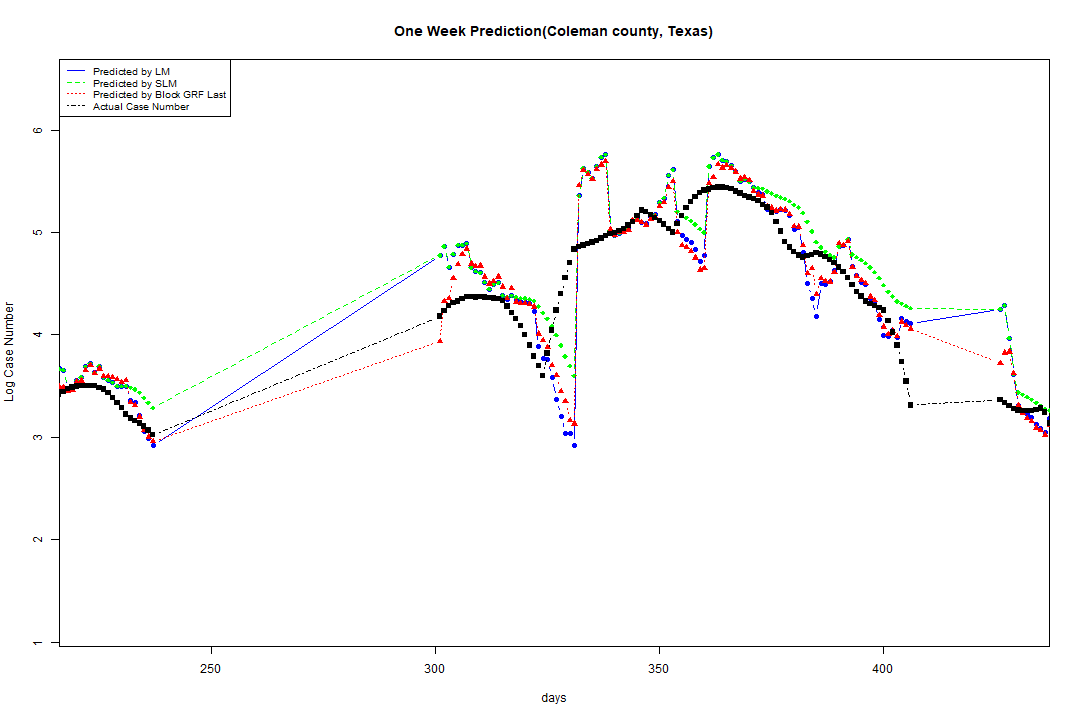 One Week Prediction(Coleman county, Texas)
Predicted by LM
Predicted by SLM
Predicted by Block GRF Last
Actual Case Number
6
5
4
3
2
1
Log Case Number
250 300 350 400
days